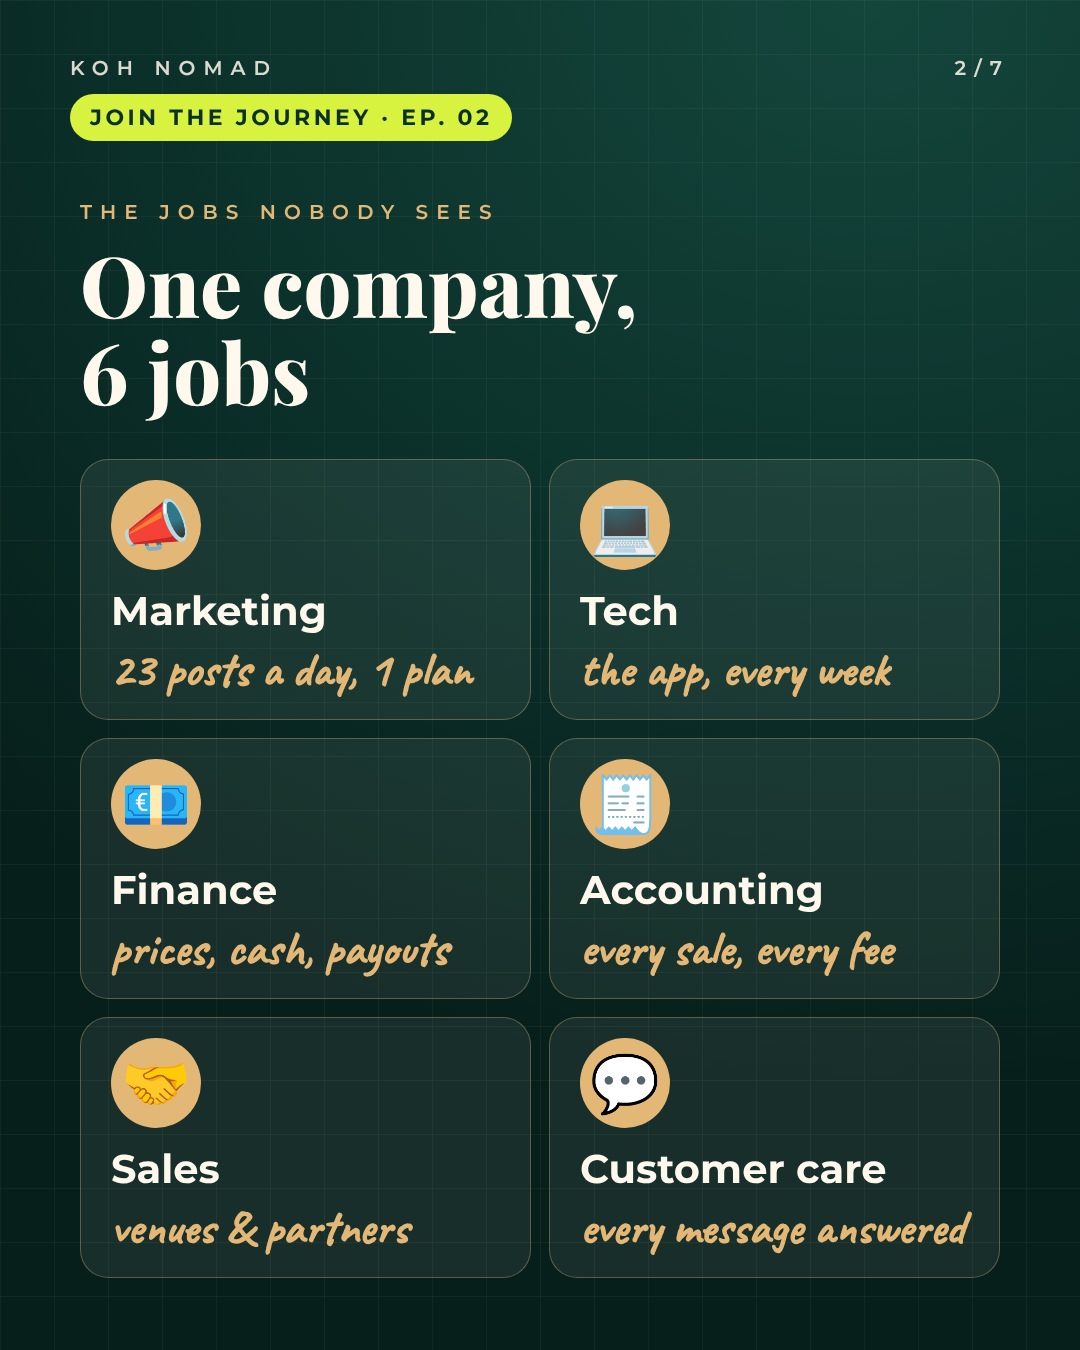 KOH NOMAD
2 / 7
JOIN THE JOURNEY · EP. 02
THE JOBS NOBODY SEES
One company,
6 jobs
Marketing
23 posts a day, 1 plan
Tech
the app, every week
€
Finance
prices, cash, payouts
Accounting
every sale, every fee
Sales
venues & partners
Customer care
every message answered